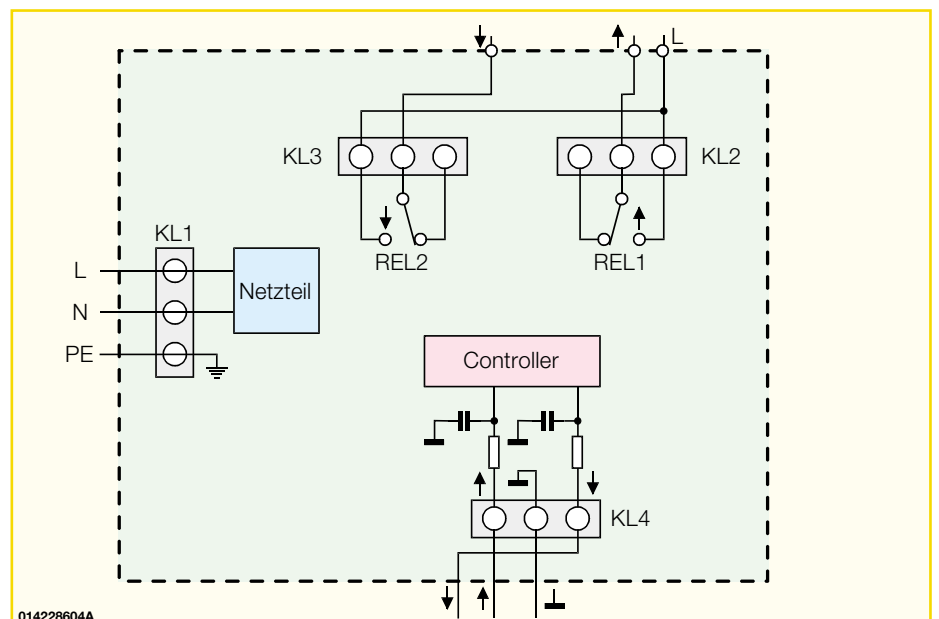 L
KL3
KL2
KL1
REL2
REL1
L
Netzteil
N
PE
Controller
KL4
014228604A